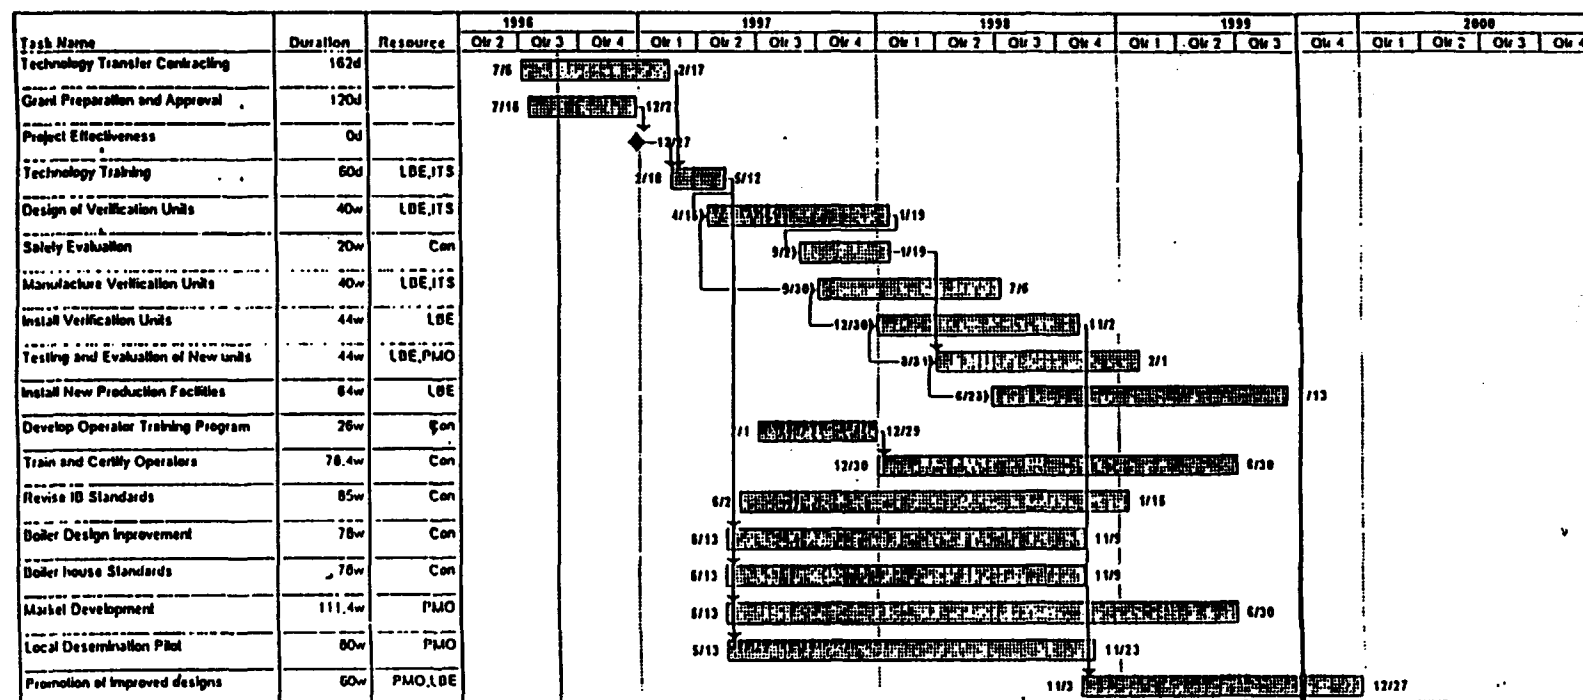 1996 1997 1998 1999 2000
Task Name Duration Resource Qtr 2 Qtr 3 Qtr 4 Qtr 1 Qtr 2 Qtr 3 Qtr 4 Qtr 1 Qtr 2 Qtr 3 Qtr 4 Qtr 1 Qtr 2 Qtr 3 Qtr 4 Qtr 1 Qtr 2 Qtr 3 Qtr 4
Technology Transfer Contracting 162d 7/6 2/17
Grant Preparation and Approval 120d 7/16 12/2
Project Effectiveness 0d 12/27
Technology Training 60d LBE,ITS 2/18 5/12
Design of Verification Units 40w LBE,ITS 4/15 1/19
Safety Evaluation 20w Con 9/2 1/19
Manufacture Verification Units 40w LBE,ITS 9/30 7/6
Install Verification Units 44w LBE 12/30 11/2
Testing and Evaluation of New units 44w LBE,PMO 3/31 2/1
Install New Production Facilities 64w LBE 6/23 /13
Develop Operator Training Program 26w Con /1 12/29
Train and Certify Operators 78.4w Con 12/30 6/30
Revise IB Standards 85w Con 6/2 1/15
Boiler Design Inprovement 78w Con 5/13 11/9
Boiler house Standards 78w Con 5/13 11/9
Market Development 111.4w PMO 5/13 6/30
Local Desemination Pilot 80w PMO 5/13 11/23
Promotion of Improved designs 60w PMO,LBE 11/3 12/27